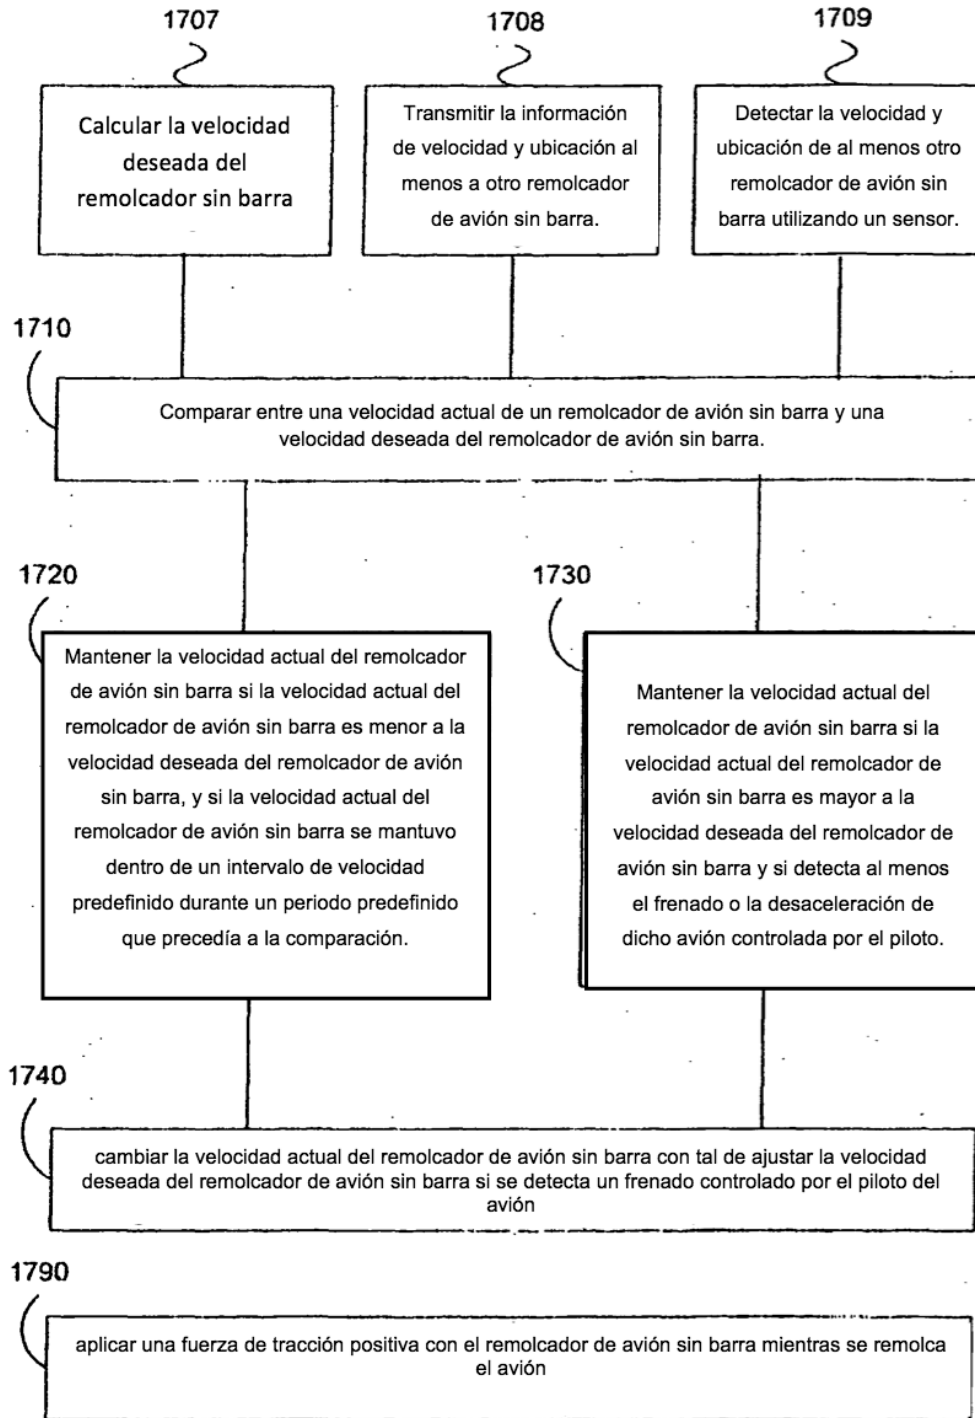 1707
1708
1709
Calcular la velocidad
deseada del
remolcador sin barra
Transmitir la información
de velocidad y ubicación al
menos a otro remolcador
de avión sin barra.
Detectar la velocidad y
ubicación de al menos otro
remolcador de avión sin
barra utilizando un sensor.
1710
Comparar entre una velocidad actual de un remolcador de avión sin barra y una
velocidad deseada del remolcador de avión sin barra.
1720
1730
Mantener la velocidad actual del remolcador
de avión sin barra si la velocidad actual del
remolcador de avión sin barra es menor a la
velocidad deseada del remolcador de avión
sin barra, y si la velocidad actual del
remolcador de avión sin barra se mantuvo
dentro de un intervalo de velocidad
predefinido durante un periodo predefinido
que precedía a la comparación.
Mantener la velocidad actual del
remolcador de avión sin barra si la
velocidad actual del remolcador de
avión sin barra es mayor a la
velocidad deseada del remolcador de
avión sin barra y si detecta al menos
el frenado o la desaceleración de
dicho avión controlada por el piloto.
1740
cambiar la velocidad actual del remolcador de avión sin barra con tal de ajustar la velocidad
deseada del remolcador de avión sin barra si se detecta un frenado controlado por el piloto del
avión
1790
aplicar una fuerza de tracción positiva con el remolcador de avión sin barra mientras se remolca
el avión